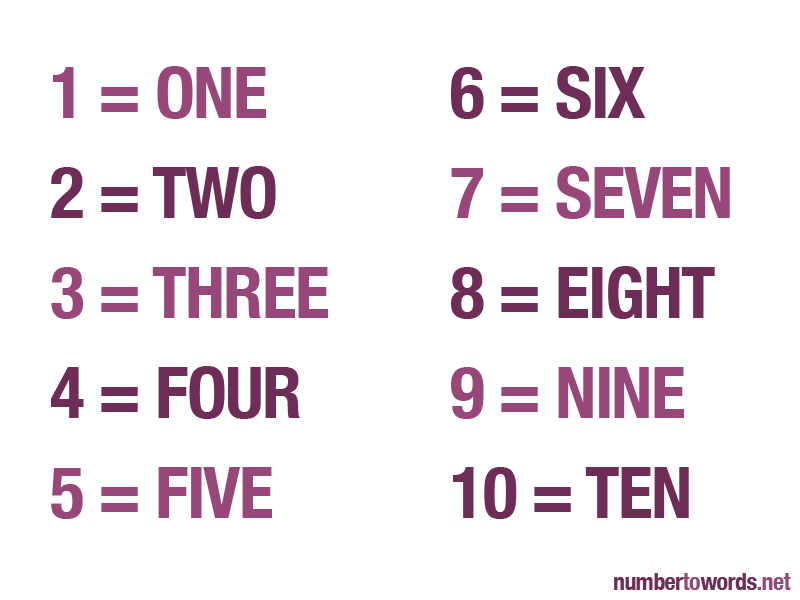 1 = ONE
2 = TWO
3 = THREE
4 = FOUR
5 = FIVE
6 = SIX
7 = SEVEN
8 = EIGHT
9 = NINE
10 = TEN
numbertowords.net